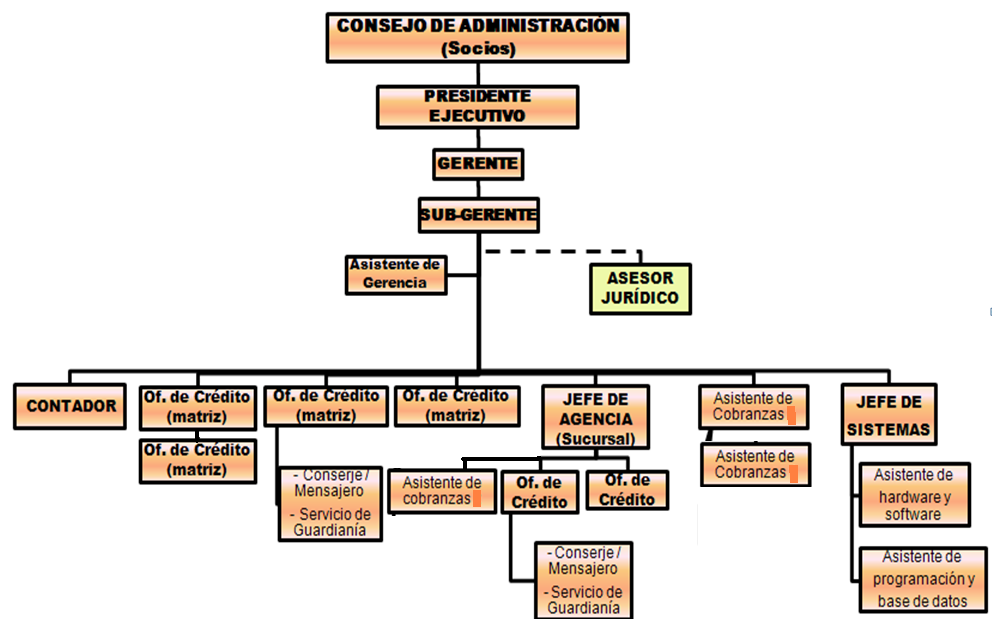 CONSEJO DE ADMINISTRACIÓN
(Socios)
PRESIDENTE
EJECUTIVO
GERENTE
SUB-GERENTE
Asistente de
Gerencia
ASESOR
JURÍDICO
CONTADOR
Of. de Crédito
(matriz)
Of. de Crédito
(matriz)
Of. de Crédito
(matriz)
Of. de Crédito
(matriz)
JEFE DE
AGENCIA
(Sucursal)
Asistente de
Cobranzas
Asistente de
Cobranzas
JEFE DE
SISTEMAS
- Conserje /
Mensajero
- Servicio de
Guardianía
Asistente de
cobranzas
Of. de
Crédito
Of. de
Crédito
- Conserje /
Mensajero
- Servicio de
Guardianía
Asistente de
hardware y
software
Asistente de
programación y
base de datos